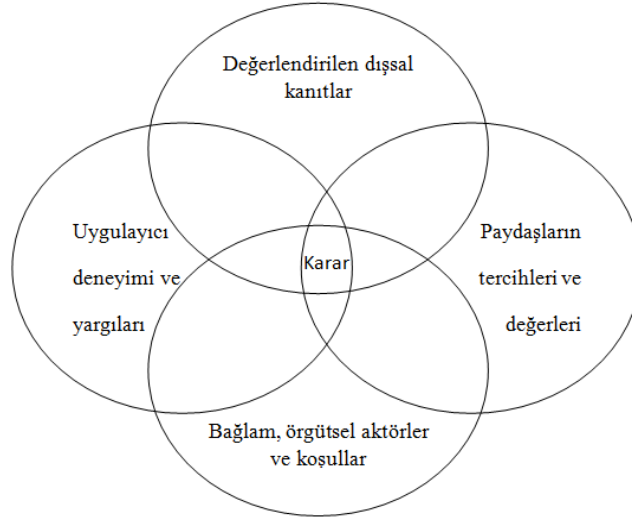 Değerlendirilen dışsal
kanıtlar
Uygulayıcı
deneyimi ve
yargıları
Karar
Paydaşların
tercihleri ve
değerleri
Bağlam, örgütsel aktörler
ve koşullar